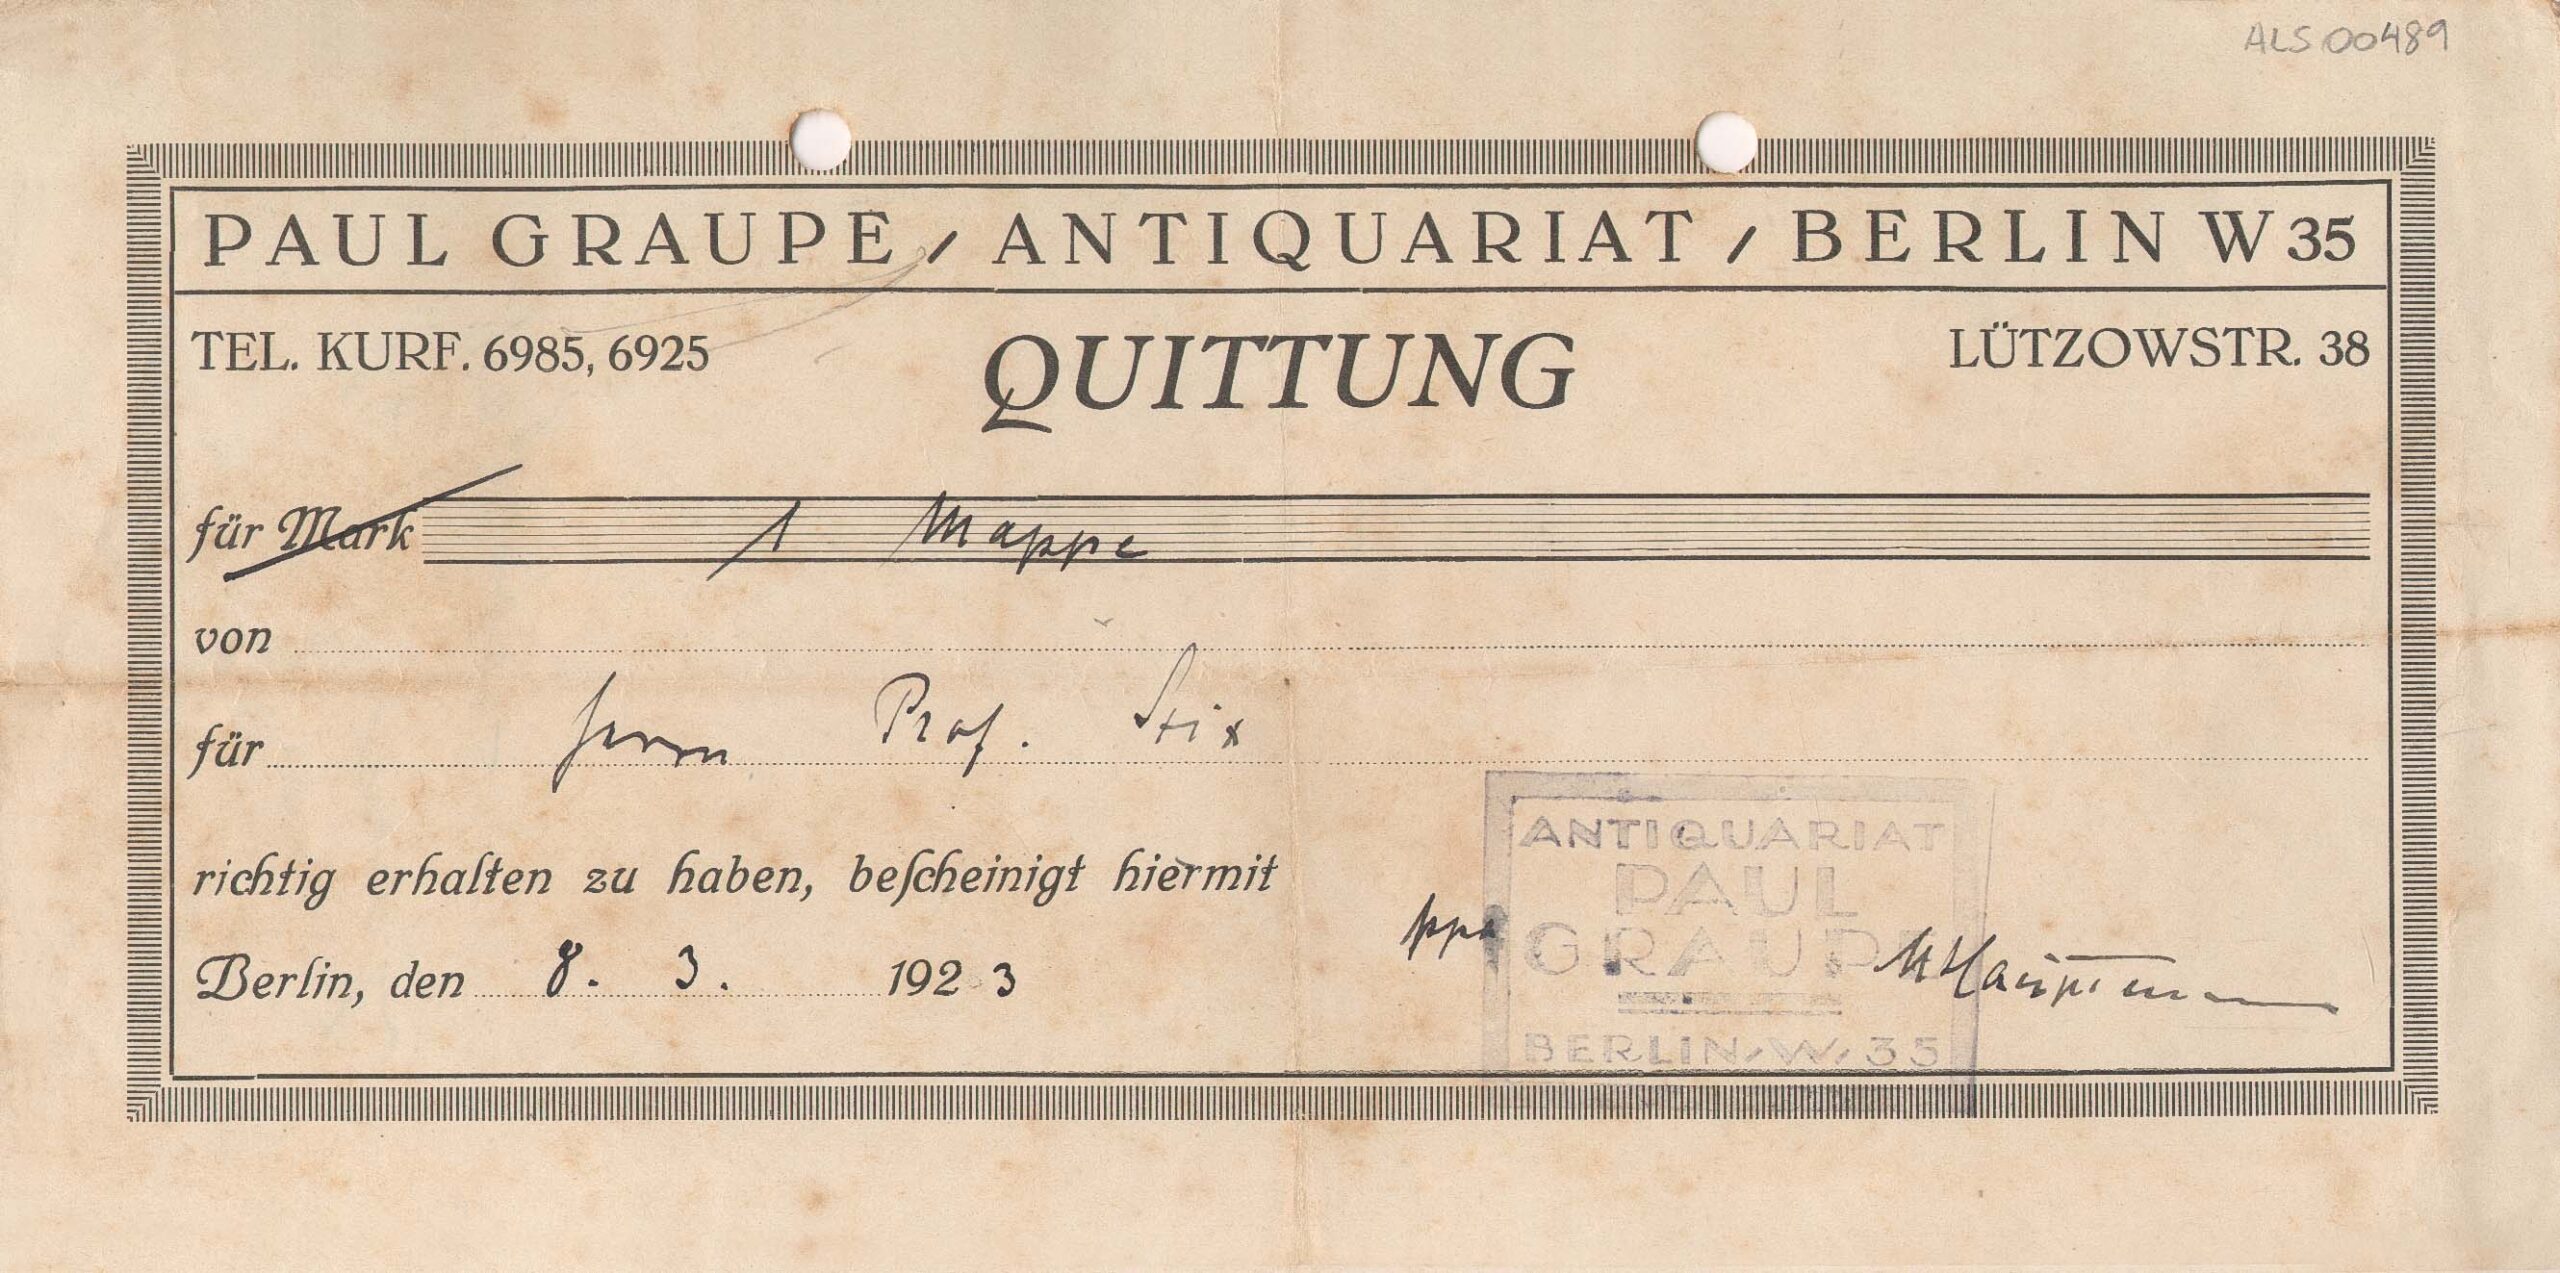 ALS 00489
PAUL GRAUPE / ANTIQUARIAT / BERLIN W 35
TEL. KURF. 6985, 6925 QUITTUNG LÜTZOWSTR. 38
für Mark 1 Mappe
von
für Herrn Prof. Stix
richtig erhalten zu haben, beſcheinigt hiermit
Berlin, den 8. 3. 1923
ppa MHauptmann
ANTIQUARIAT
PAUL
GRAUPE
BERLIN/W/35